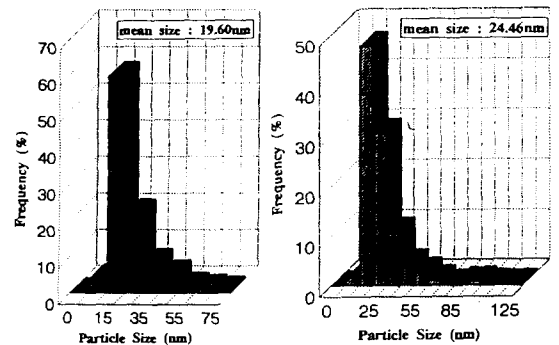 mean size : 19.60nm
70
60
50
40
30
20
10
0
Frequency (%)
0 15 35 55 75
Particle Size (nm)
mean size : 24.46nm
50
40
30
20
10
0
Frequency (%)
0 25 55 85 125
Particle Size (nm)